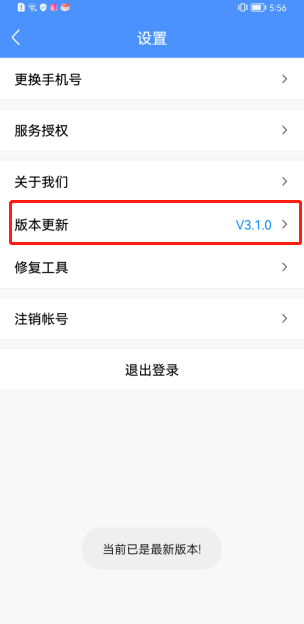 5:56
设置
更换手机号
服务授权
关于我们
版本更新 V3.1.0
修复工具
注销帐号
退出登录
当前已是最新版本!